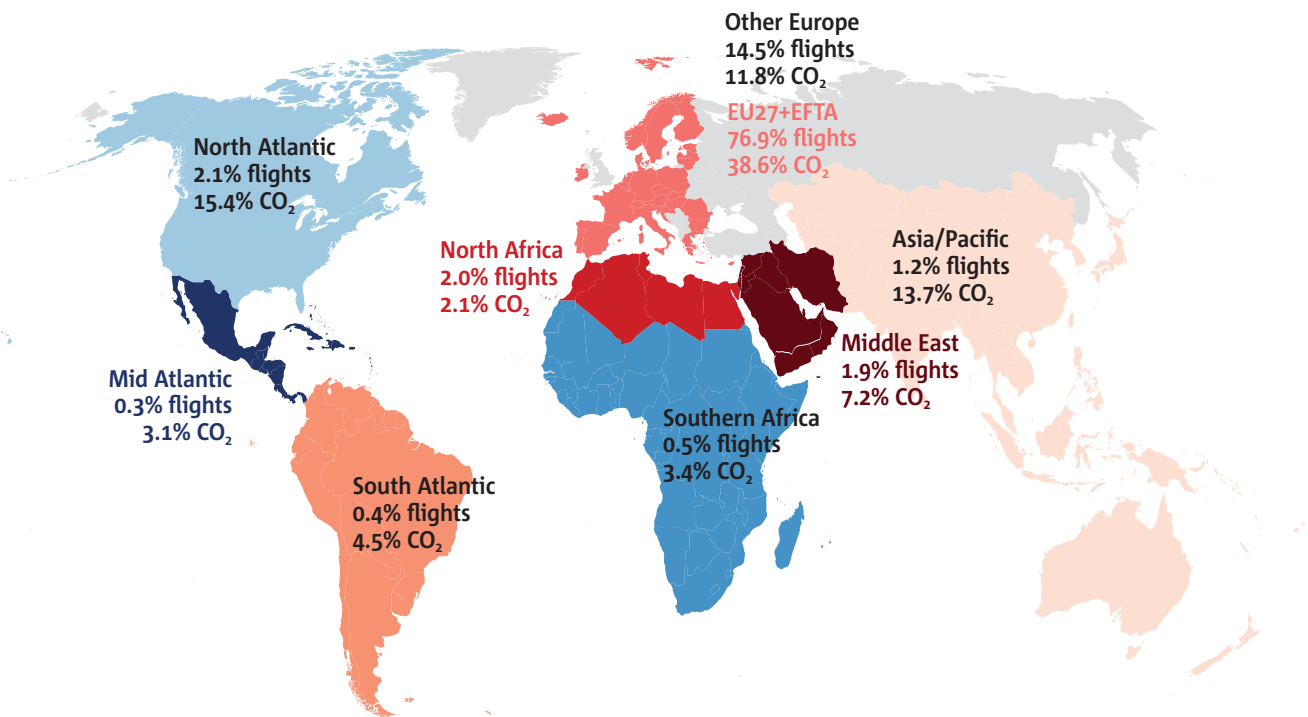 Other Europe
14.5% flights
11.8% CO₂
EU27+EFTA
76.9% flights
38.6% CO₂
North Atlantic
2.1% flights
15.4% CO₂
North Africa
2.0% flights
2.1% CO₂
Asia/Pacific
1.2% flights
13.7% CO₂
Middle East
1.9% flights
7.2% CO₂
Mid Atlantic
0.3% flights
3.1% CO₂
Southern Africa
0.5% flights
3.4% CO₂
South Atlantic
0.4% flights
4.5% CO₂